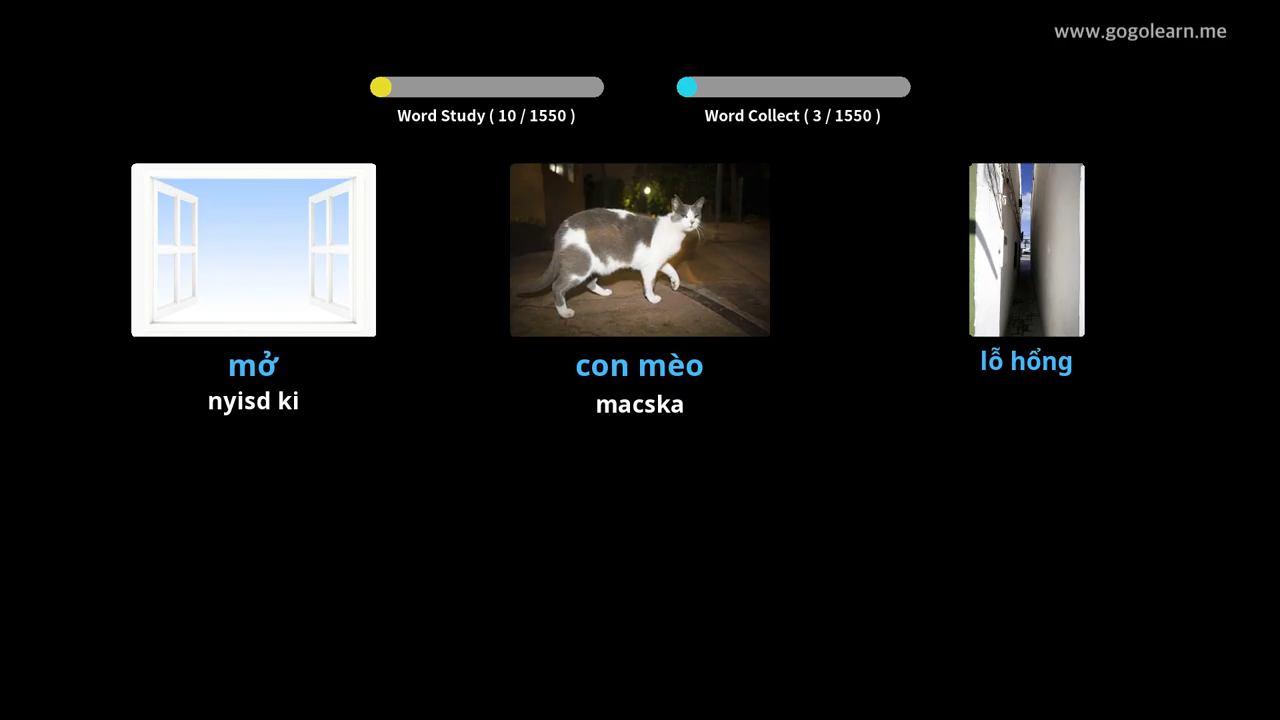 www.gogolearn.me
Word Study ( 10 / 1550 )
Word Collect ( 3 / 1550 )
mở
nyisd ki
con mèo
macska
lỗ hổng